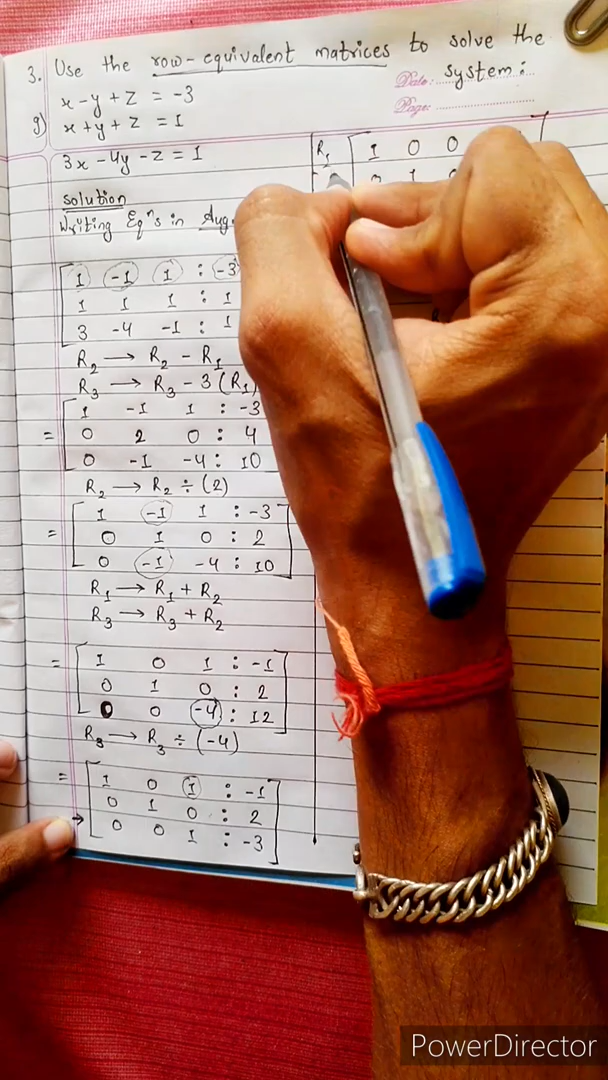 3. Use the row-equivalent matrices to solve the
system:
Date:
Page:
g) x - y + z = -3
x + y + z = 1
3x - 4y - z = 1
solution
Writing Eqⁿs in Aug.
[ 1 -1 1 : -3
1 1 1 : 1
3 -4 -1 : 1
R₂ → R₂ - R₁
R₃ → R₃ - 3(R₁)
= [ 1 -1 1 : -3
0 2 0 : 4
0 -1 -4 : 10
R₂ → R₂ ÷ (2)
= [ 1 -1 1 : -3
0 1 0 : 2
0 -1 -4 : 10 ]
R₁ → R₁ + R₂
R₃ → R₃ + R₂
= [ 1 0 1 : -1
0 1 0 : 2
0 0 -4 : 12 ]
R₃ → R₃ ÷ (-4)
= [ 1 0 1 : -1
0 1 0 : 2
→ 0 0 1 : -3 ]
R₁ [ 1 0 0
0 1
PowerDirector